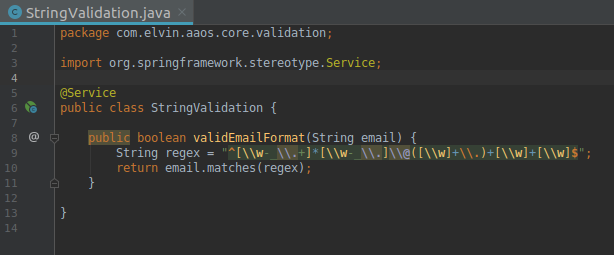 StringValidation.java
1 package com.elvin.aaos.core.validation;
2
3 import org.springframework.stereotype.Service;
4
5 @Service
6 public class StringValidation {
7
8 @ public boolean validEmailFormat(String email) {
9 String regex = "^[\\w-_\\.+]*[\\w-_\\.]\\@([\\w]+\\.)+[\\w]+[\\w]$";
10 return email.matches(regex);
11 }
12
13 }
14